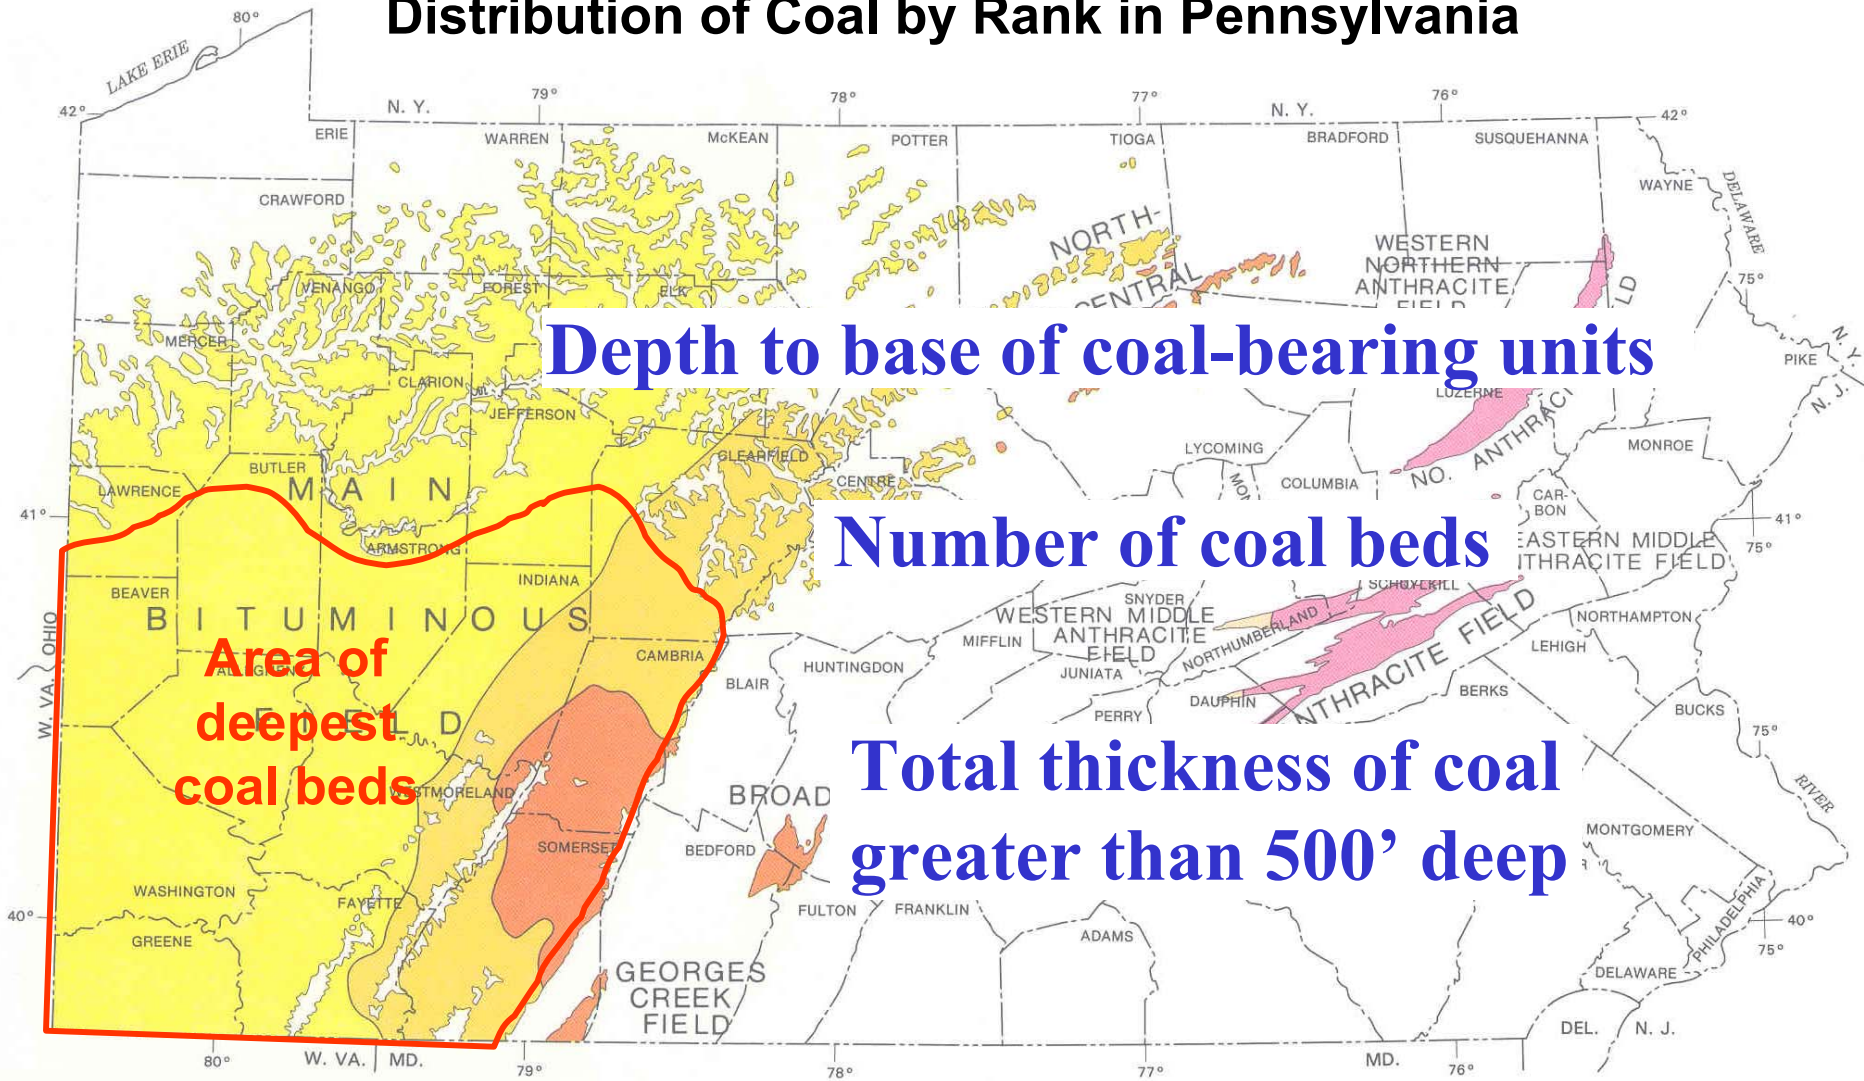 Distribution of Coal by Rank in Pennsylvania
80°
LAKE ERIE
42°
N. Y.
79°
78°
77°
N. Y.
76°
42°
ERIE
WARREN
McKEAN
POTTER
TIOGA
BRADFORD
SUSQUEHANNA
WAYNE
DELAWARE
CRAWFORD
NORTH-
CENTRAL
WESTERN
NORTHERN
ANTHRACITE
FIELD
LD
75°
VENANGO
FOREST
ELK
MERCER
Depth to base of coal-bearing units
PIKE
N. Y.
N. J.
CLARION
JEFFERSON
LUZERNE
NO. ANTHRACI
MONROE
LYCOMING
CLEARFIELD
CENTRE
COLUMBIA
MON
CAR-
BON
BUTLER
LAWRENCE
MAIN
41°
41°
75°
ARMSTRONG
Number of coal beds
EASTERN MIDDLE
NTHRACITE FIELD
INDIANA
BEAVER
SCHUYLKILL
SNYDER
BITUMINOUS
WESTERN MIDDLE
ANTHRACITE
FIELD
MIFFLIN
JUNIATA
NORTHUMBERLAND
NORTHAMPTON
LEHIGH
OHIO
W. VA.
Area of
deepest
coal beds
FIELD
CAMBRIA
BLAIR
HUNTINGDON
PERRY
DAUPHIN
NTHRACITE FIELD
BERKS
BUCKS
75°
Total thickness of coal
greater than 500’ deep
WESTMORELAND
BROAD
SOMERSET
BEDFORD
RIVER
MONTGOMERY
WASHINGTON
FAYETTE
FULTON
FRANKLIN
PHILADELPHIA
40°
40°
75°
GREENE
ADAMS
GEORGES
CREEK
FIELD
DELAWARE
DEL.
N. J.
80°
W. VA.
MD.
79°
78°
77°
MD.
76°